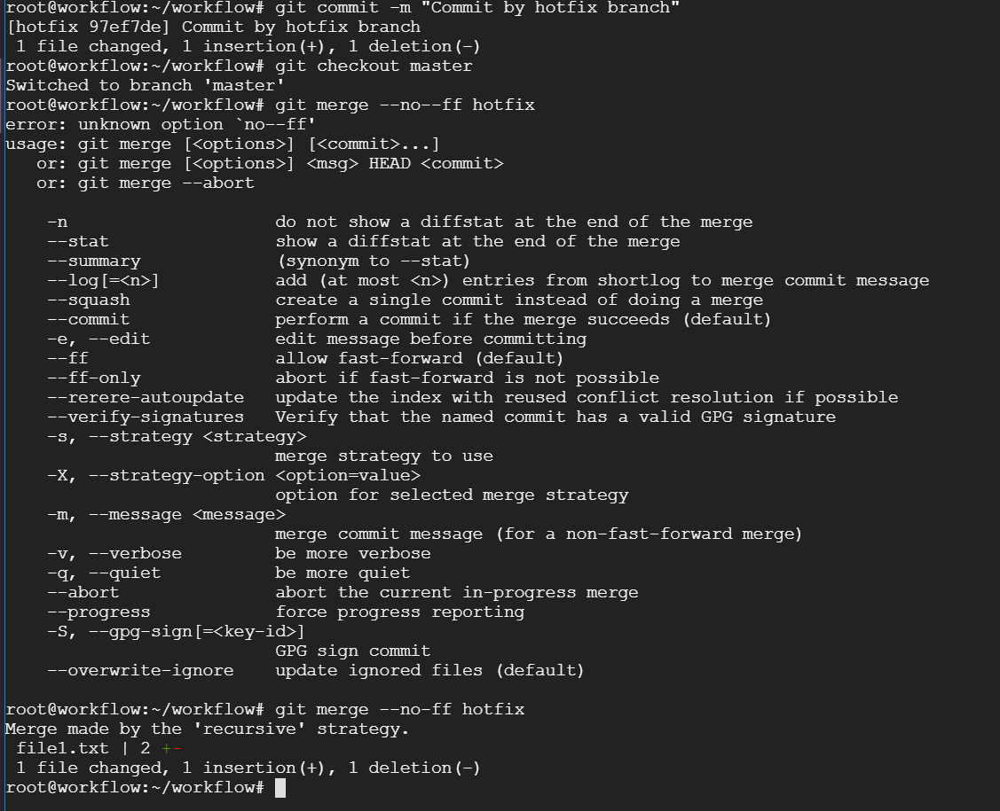 root@workflow:~/workflow# git commit -m "Commit by hotfix branch"
[hotfix 97ef7de] Commit by hotfix branch
 1 file changed, 1 insertion(+), 1 deletion(-)
root@workflow:~/workflow# git checkout master
Switched to branch 'master'
root@workflow:~/workflow# git merge --no--ff hotfix
error: unknown option `no--ff'
usage: git merge [<options>] [<commit>...]
   or: git merge [<options>] <msg> HEAD <commit>
   or: git merge --abort

    -n                    do not show a diffstat at the end of the merge
    --stat                show a diffstat at the end of the merge
    --summary             (synonym to --stat)
    --log[=<n>]           add (at most <n>) entries from shortlog to merge commit message
    --squash              create a single commit instead of doing a merge
    --commit              perform a commit if the merge succeeds (default)
    -e, --edit            edit message before committing
    --ff                  allow fast-forward (default)
    --ff-only             abort if fast-forward is not possible
    --rerere-autoupdate   update the index with reused conflict resolution if possible
    --verify-signatures   Verify that the named commit has a valid GPG signature
    -s, --strategy <strategy>
                          merge strategy to use
    -X, --strategy-option <option=value>
                          option for selected merge strategy
    -m, --message <message>
                          merge commit message (for a non-fast-forward merge)
    -v, --verbose         be more verbose
    -q, --quiet           be more quiet
    --abort               abort the current in-progress merge
    --progress            force progress reporting
    -S, --gpg-sign[=<key-id>]
                          GPG sign commit
    --overwrite-ignore    update ignored files (default)

root@workflow:~/workflow# git merge --no-ff hotfix
Merge made by the 'recursive' strategy.
 file1.txt | 2 +-
 1 file changed, 1 insertion(+), 1 deletion(-)
root@workflow:~/workflow#